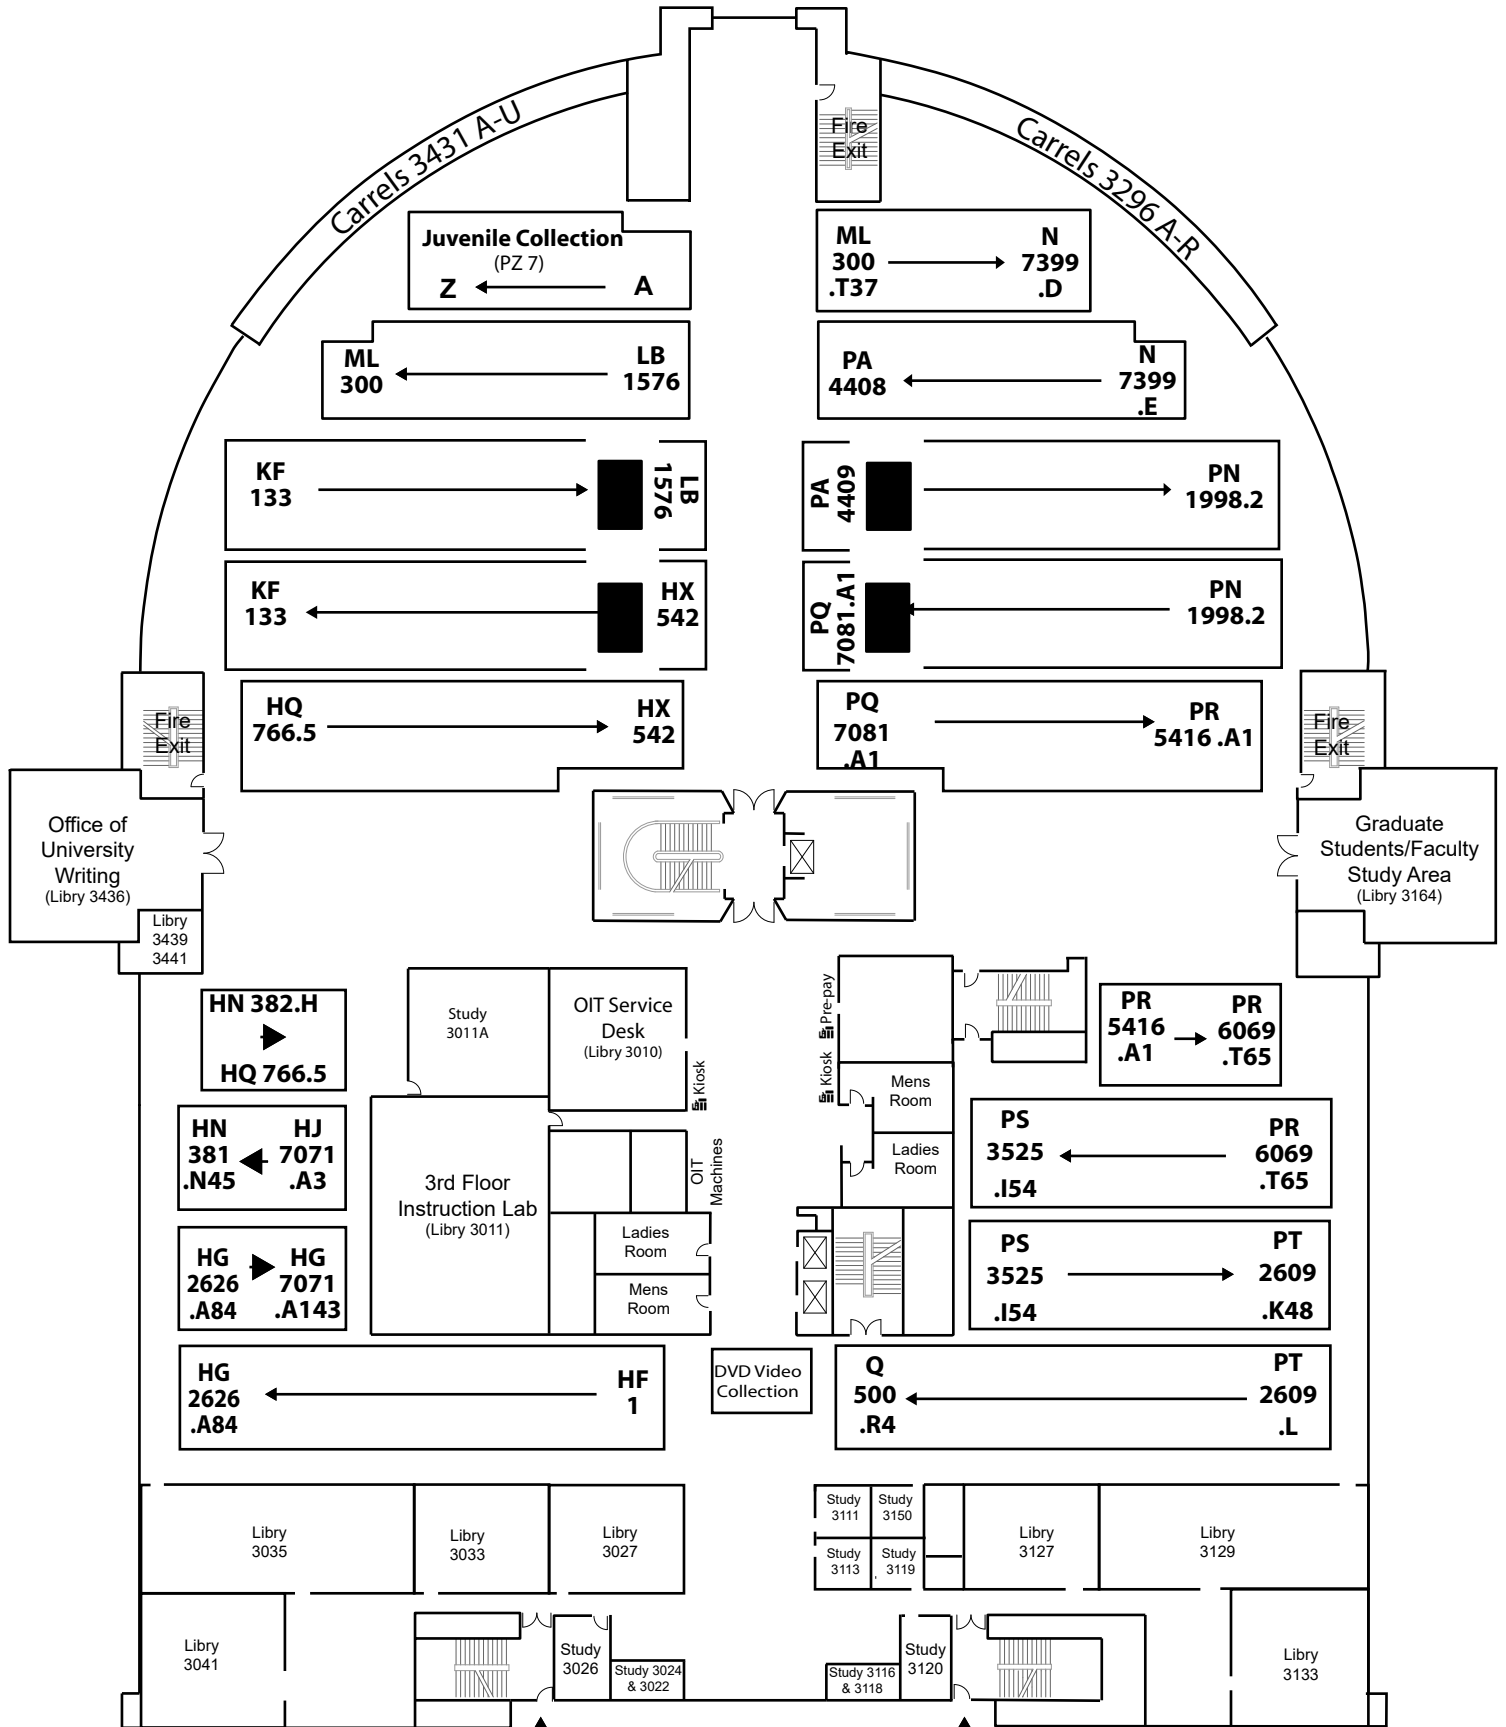 Carrels 3431 A-U
Carrels 3296 A-R
Fire
Exit
Juvenile Collection
(PZ 7)
Z
A
ML
300
.T37
N
7399
.D
ML
300
LB
1576
PA
4408
N
7399
.E
KF
133
LB
1576
PA
4409
PN
1998.2
KF
133
HX
542
PQ
7081.A1
PN
1998.2
HQ
766.5
HX
542
PQ
7081
.A1
PR
5416 .A1
Fire
Exit
Fire
Exit
Office of
University
Writing
(Libry 3436)
Libry
3439
3441
Graduate
Students/Faculty
Study Area
(Libry 3164)
HN 382.H
HQ 766.5
Study
3011A
OIT Service
Desk
(Libry 3010)
Kiosk
Pre-pay
Kiosk
Mens
Room
Ladies
Room
PR
5416
.A1
PR
6069
.T65
HN
381
.N45
HJ
7071
.A3
3rd Floor
Instruction Lab
(Libry 3011)
OIT
Machines
Ladies
Room
Mens
Room
PS
3525
.I54
PR
6069
.T65
HG
2626
.A84
HG
7071
.A143
PS
3525
.I54
PT
2609
.K48
HG
2626
.A84
HF
1
DVD Video
Collection
Q
500
.R4
PT
2609
.L
Libry
3035
Libry
3033
Libry
3027
Study
3111
Study
3150
Study
3113
Study
3119
Libry
3127
Libry
3129
Libry
3041
Study
3026
Study 3024
& 3022
Study 3116
& 3118
Study
3120
Libry
3133